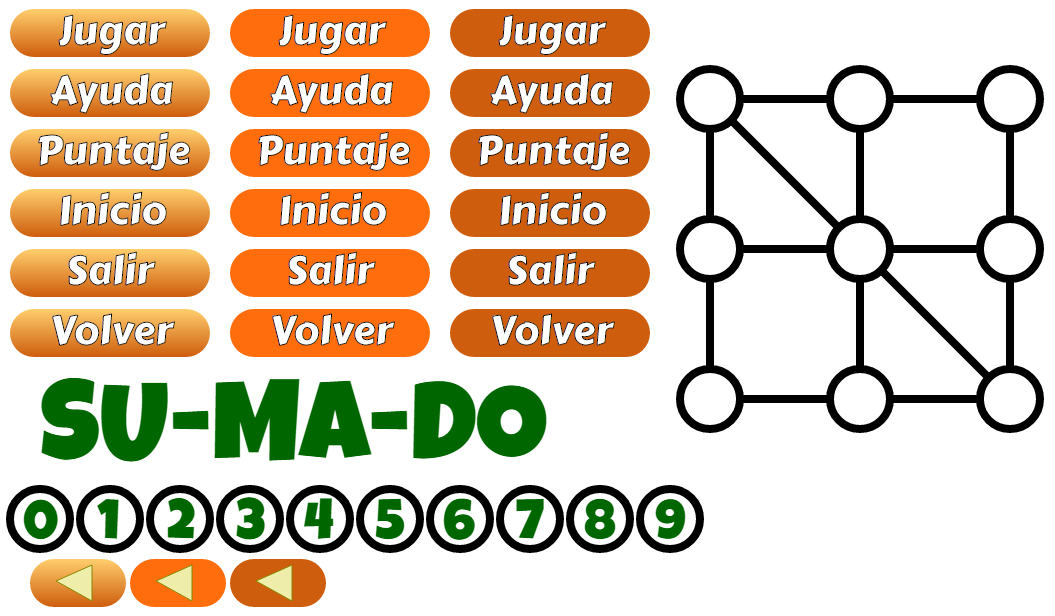 Jugar Jugar Jugar
Ayuda Ayuda Ayuda
Puntaje Puntaje Puntaje
Inicio Inicio Inicio
Salir Salir Salir
Volver Volver Volver
SU-MA-DO
0 1 2 3 4 5 6 7 8 9